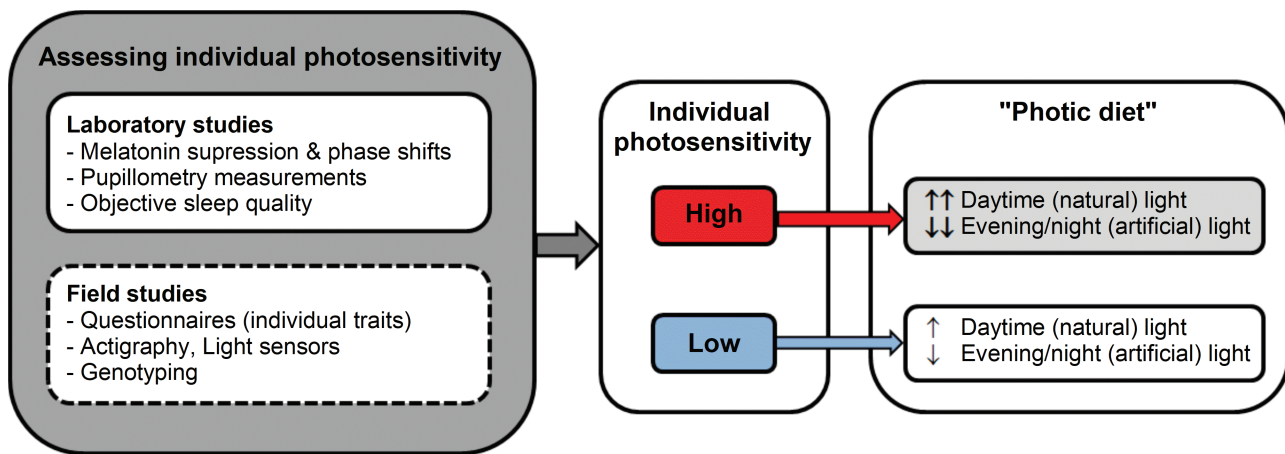 Assessing individual photosensitivity
Laboratory studies
- Melatonin supression & phase shifts
- Pupillometry measurements
- Objective sleep quality
Field studies
- Questionnaires (individual traits)
- Actigraphy, Light sensors
- Genotyping
Individual
photosensitivity
High
Low
"Photic diet"
↑↑ Daytime (natural) light
↓↓ Evening/night (artificial) light
↑ Daytime (natural) light
↓ Evening/night (artificial) light